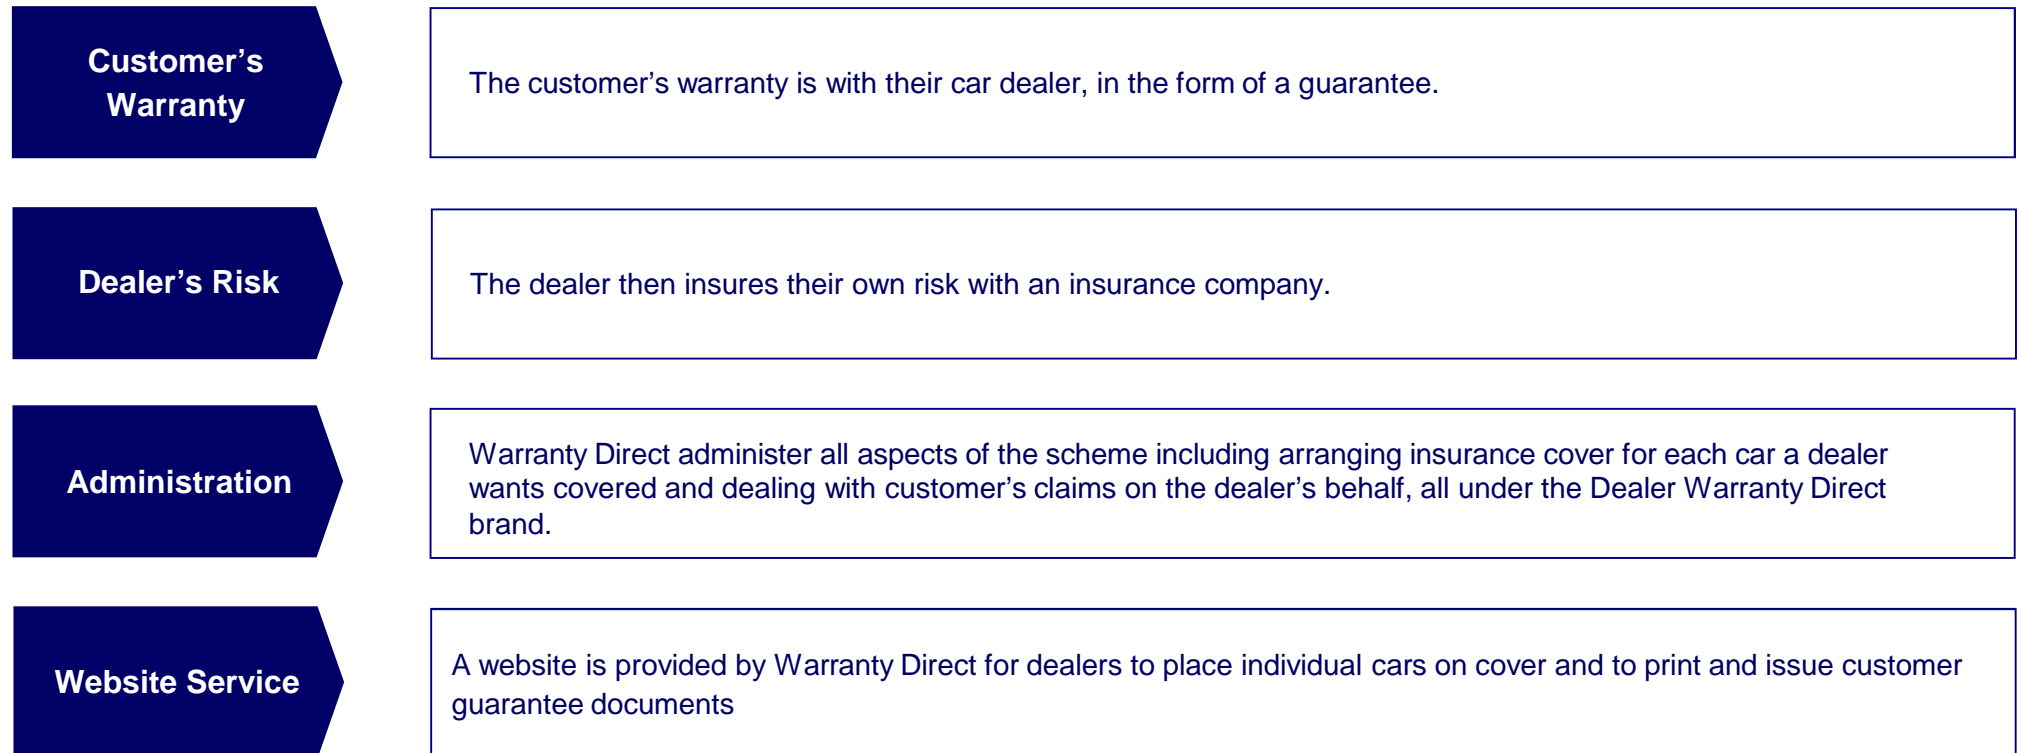 Customer’s
Warranty
The customer’s warranty is with their car dealer, in the form of a guarantee.
Dealer’s Risk
The dealer then insures their own risk with an insurance company.
Administration
Warranty Direct administer all aspects of the scheme including arranging insurance cover for each car a dealer
wants covered and dealing with customer’s claims on the dealer’s behalf, all under the Dealer Warranty Direct
brand.
Website Service
A website is provided by Warranty Direct for dealers to place individual cars on cover and to print and issue customer
guarantee documents